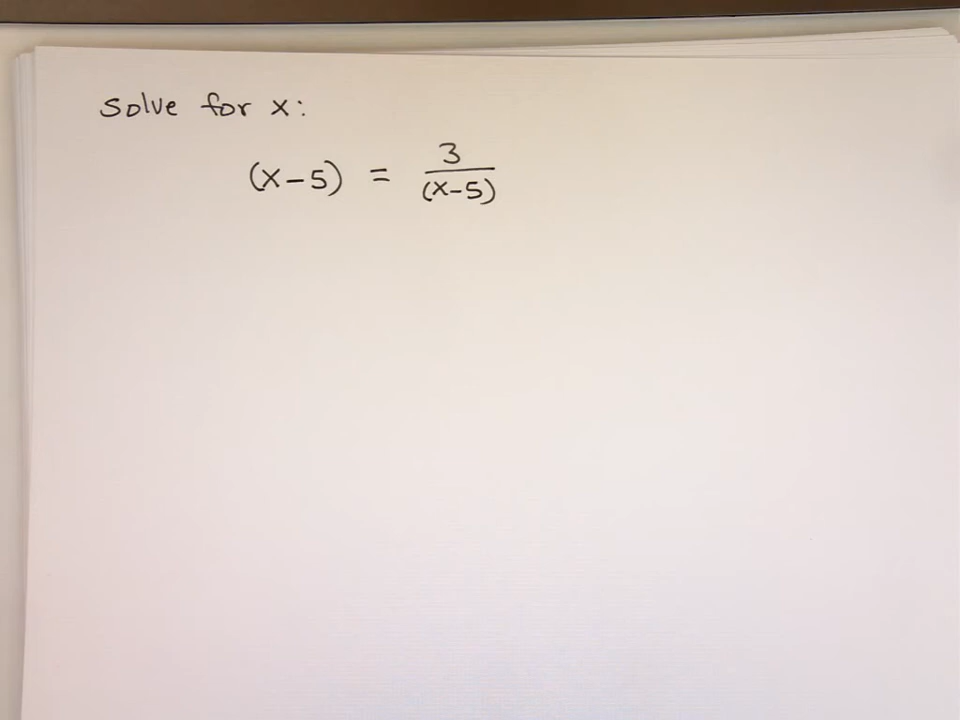 Solve for x:
(x-5) = 3/(x-5)